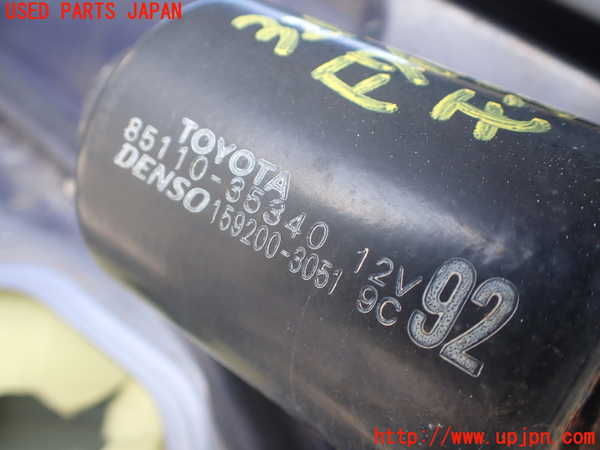 USED PARTS JAPAN
TOYOTA
85110-35340 12V
DENSO 159200-3051 9C
92
http://www.upjpn.com